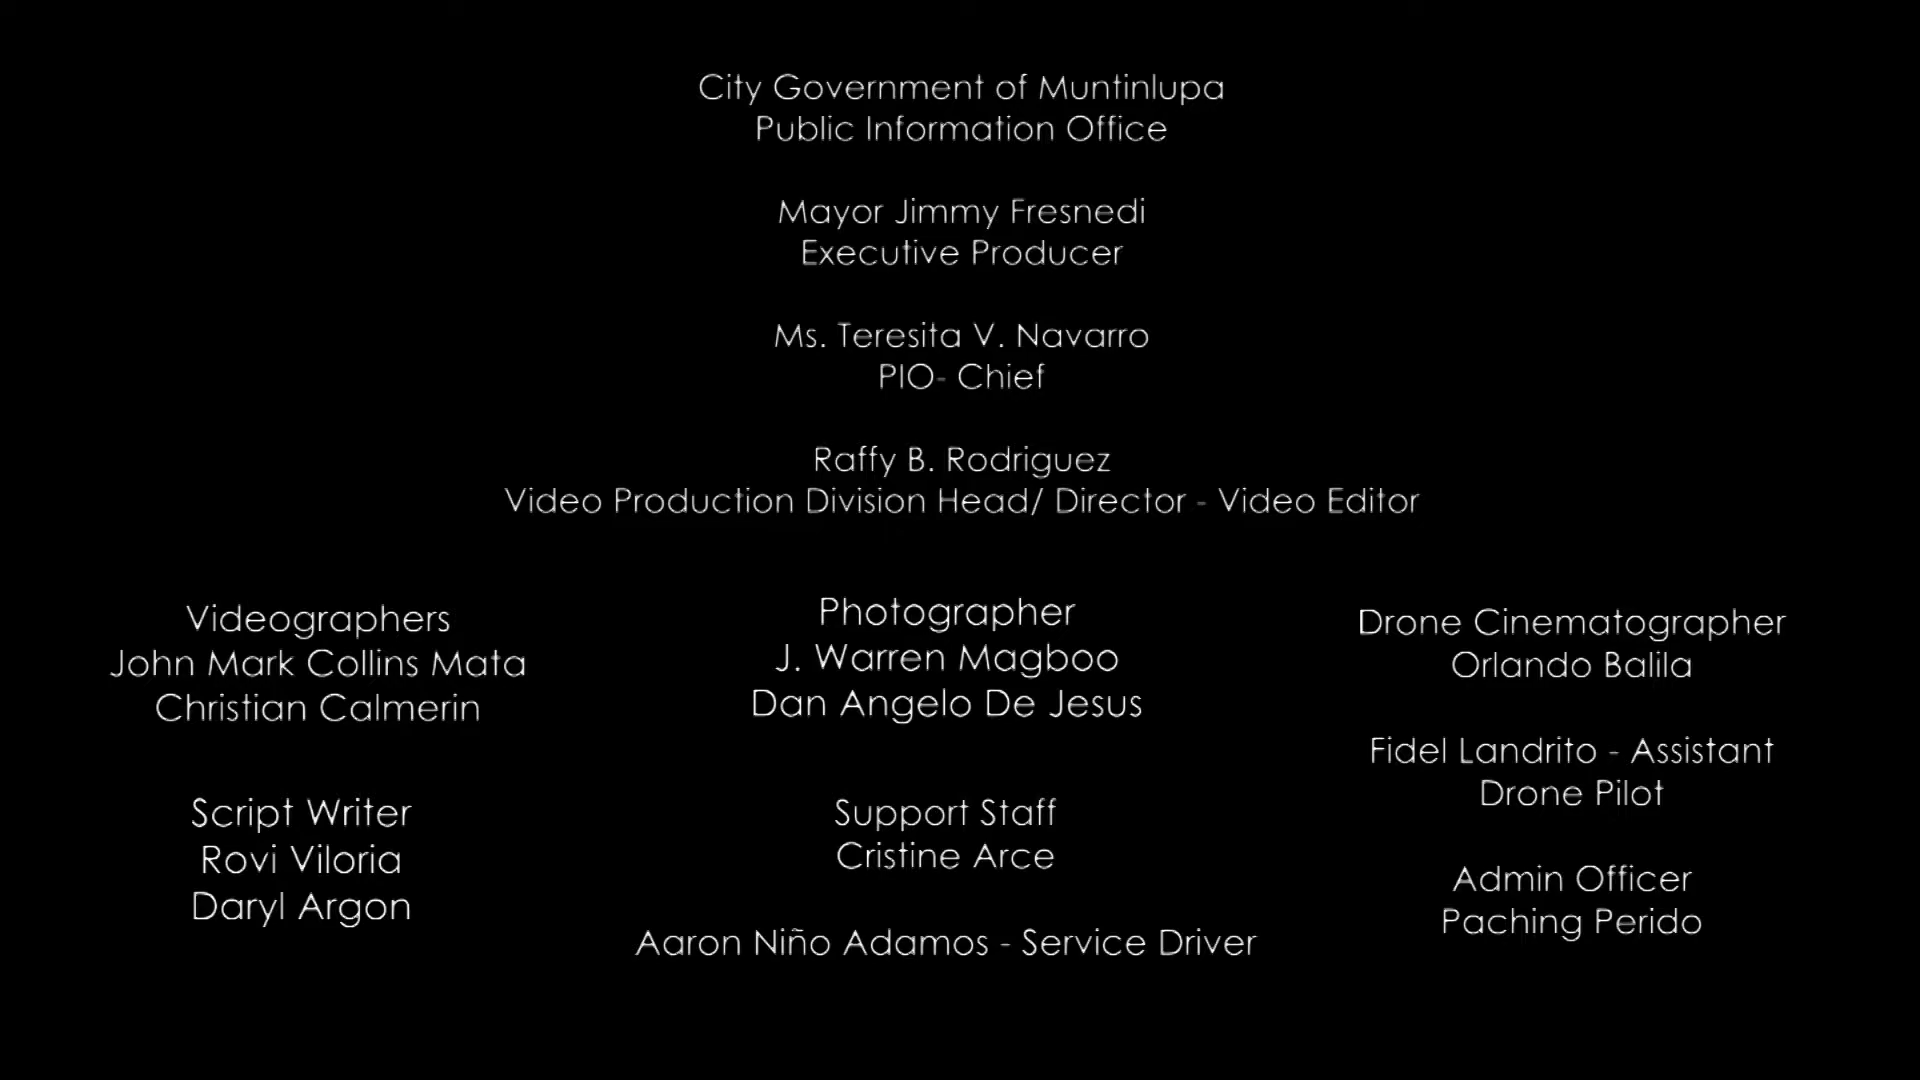 City Government of Muntinlupa
Public Information Office
Mayor Jimmy Fresnedi
Executive Producer
Ms. Teresita V. Navarro
PIO- Chief
Raffy B. Rodriguez
Video Production Division Head/ Director - Video Editor
Videographers
John Mark Collins Mata
Christian Calmerin
Script Writer
Rovi Viloria
Daryl Argon
Photographer
J. Warren Magboo
Dan Angelo De Jesus
Support Staff
Cristine Arce
Aaron Niño Adamos - Service Driver
Drone Cinematographer
Orlando Balila
Fidel Landrito - Assistant
Drone Pilot
Admin Officer
Paching Perido